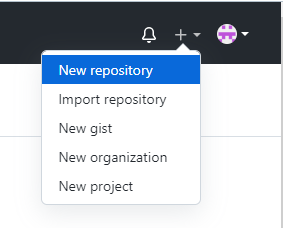 New repository
Import repository
New gist
New organization
New project